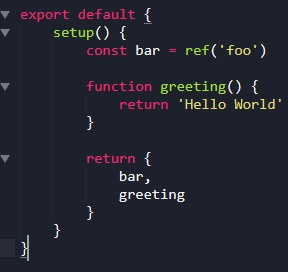 export default {
    setup() {
        const bar = ref('foo')

        function greeting() {
            return 'Hello World'
        }

        return {
            bar,
            greeting
        }
    }
}